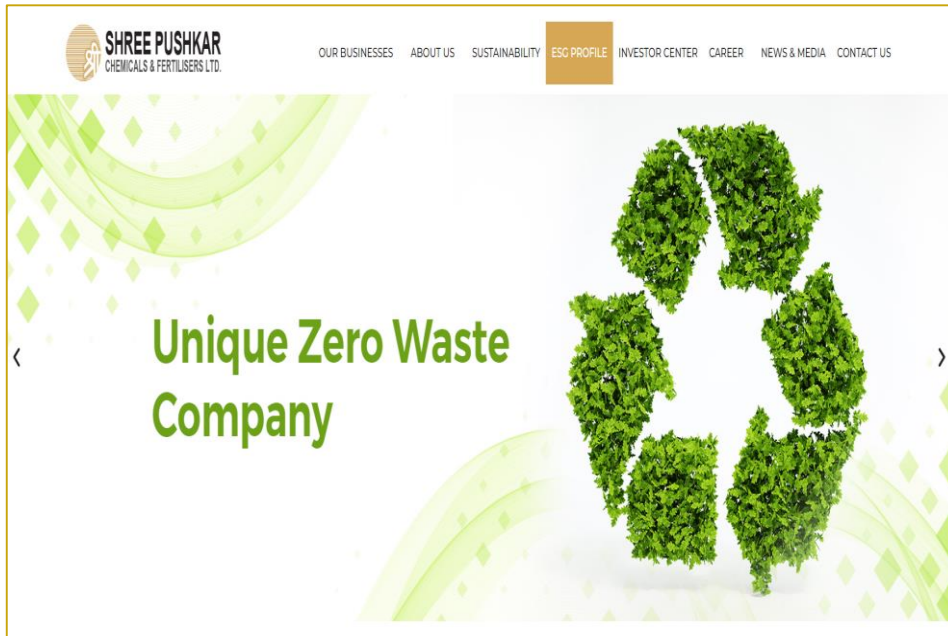 SHREE PUSHKAR
CHEMICALS & FERTILISERS LTD.
OUR BUSINESSES ABOUT US SUSTAINABILITY ESG PROFILE INVESTOR CENTER CAREER NEWS & MEDIA CONTACT US
Unique Zero Waste
Company